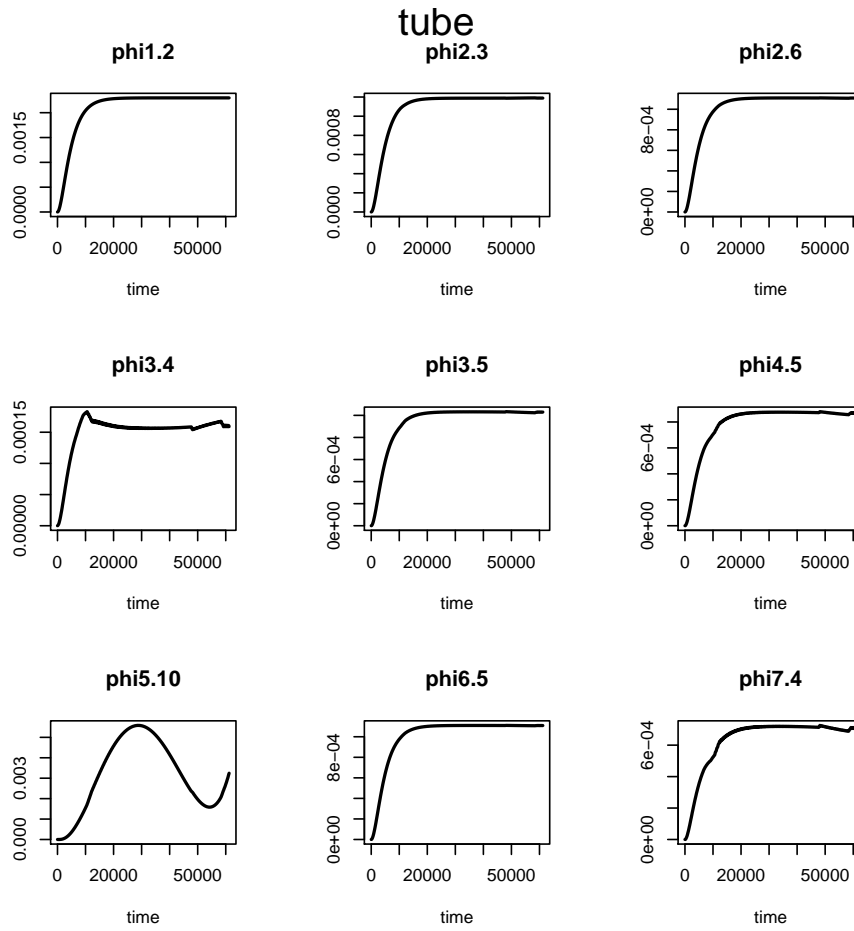 tube
phi1.2 phi2.3 phi2.6
0.0000 0.0015 0.0000 0.0008 0e+00 8e-04
0 20000 50000 0 20000 50000 0 20000 50000
time time time
phi3.4 phi3.5 phi4.5
0.00000 0.00015 0e+00 6e-04 0e+00 6e-04
0 20000 50000 0 20000 50000 0 20000 50000
time time time
phi5.10 phi6.5 phi7.4
0.000 0.003 0e+00 8e-04 0e+00 6e-04
0 20000 50000 0 20000 50000 0 20000 50000
time time time